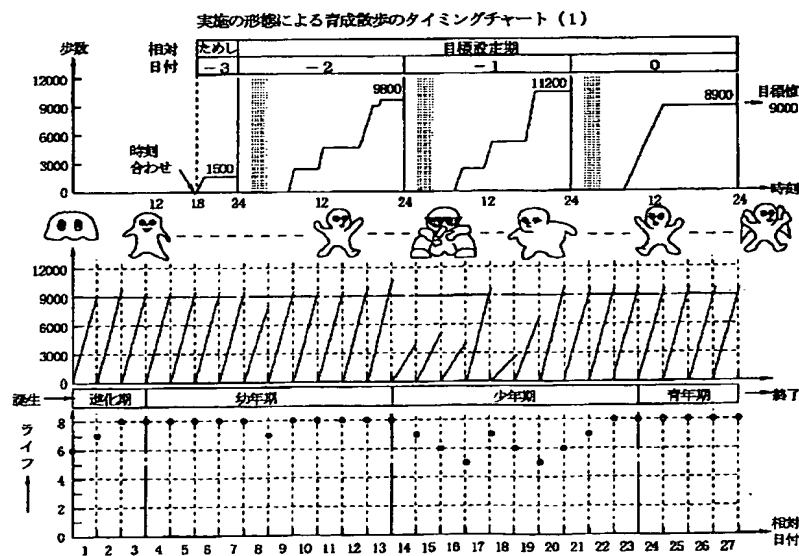 実施の形態による育成散歩のタイミングチャート（1）
歩数
相対
日付
ためし
目標設定期
－3
－2
－1
0
12000
9000
6000
3000
0
時刻
合わせ
1500
9800
11200
8900
目標値
9000
時刻
12 18 24 12 24 12 24 12 24
12000
9000
6000
3000
0
誕生
進化期
幼年期
少年期
青年期
終了
ライフ
8
6
4
2
0
1 2 3 4 5 6 7 8 9 10 11 12 13 14 15 16 17 18 19 20 21 22 23 24 25 26 27
相対
日付